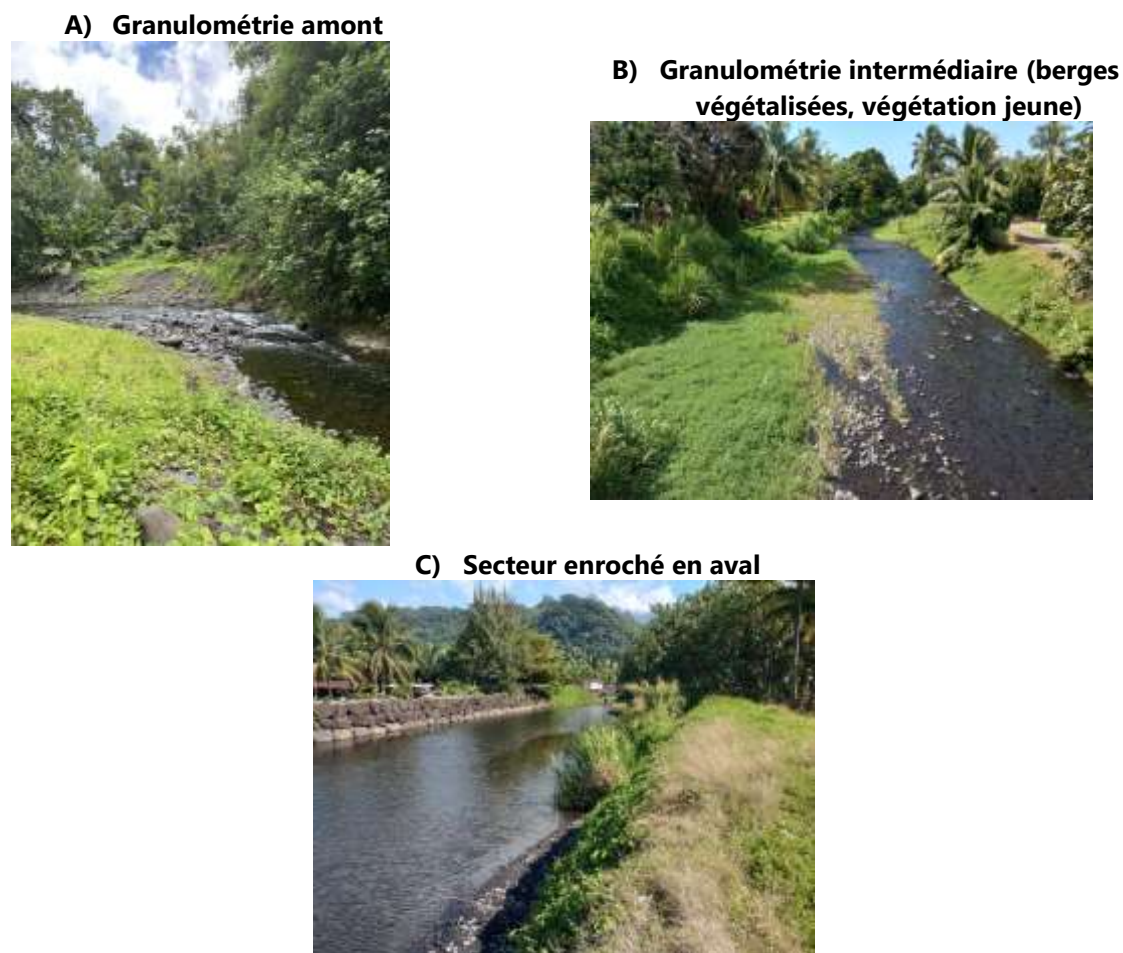 A) Granulométrie amont
B) Granulométrie intermédiaire (berges
végétalisées, végétation jeune)
C) Secteur enroché en aval